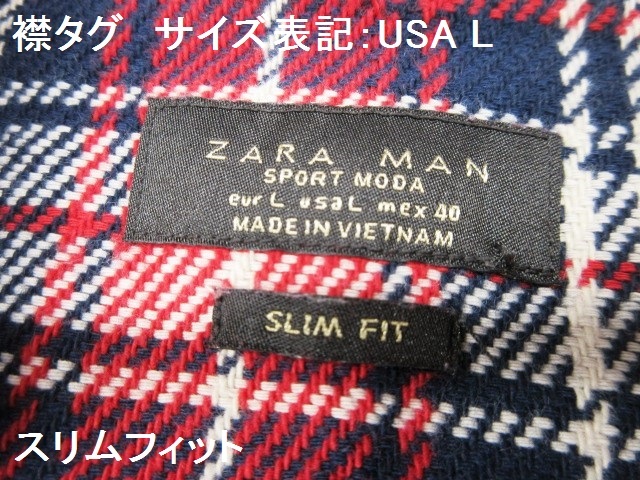 襟タグ　サイズ表記：USA L
ZARA MAN
SPORT MODA
eur L usa L mex 40
MADE IN VIETNAM
SLIM FIT
スリムフィット